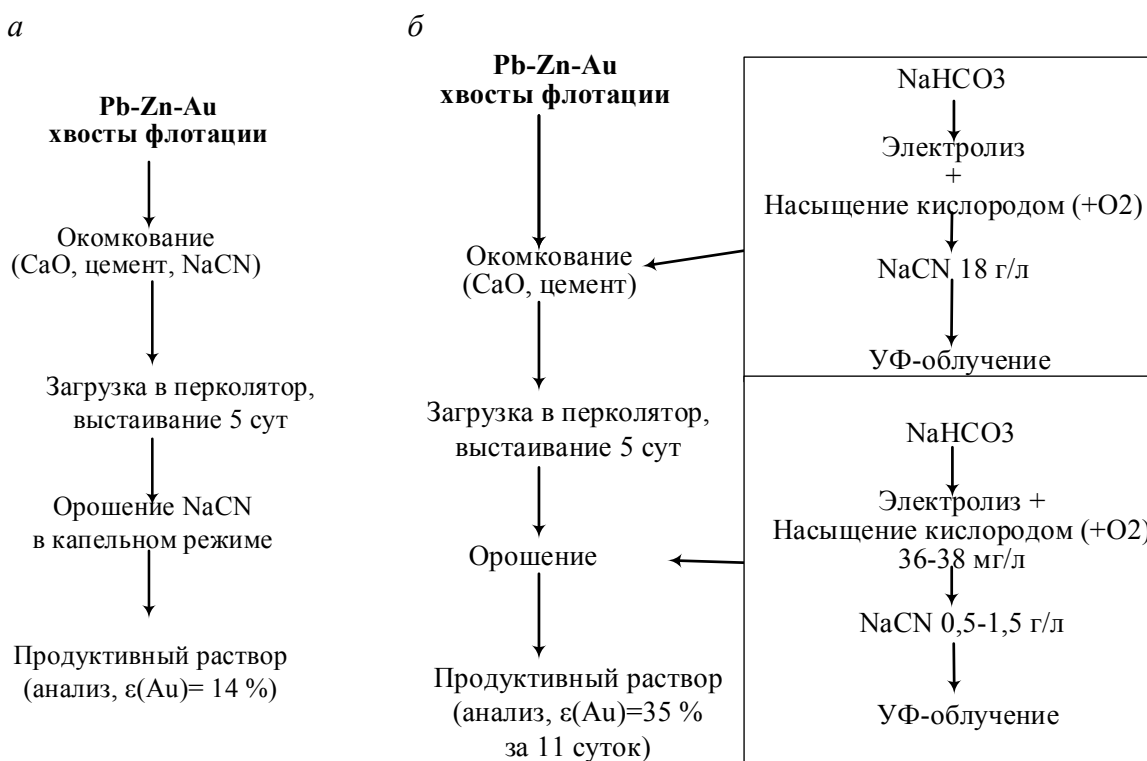 а
Pb-Zn-Au
хвосты флотации
Окомкование
(CaO, цемент, NaCN)
Загрузка в перколятор,
выстаивание 5 сут
Орошение NaCN
в капельном режиме
Продуктивный раствор
(анализ, ε(Au)= 14 %)
б
Pb-Zn-Au
хвосты флотации
Окомкование
(CaO, цемент)
Загрузка в перколятор,
выстаивание 5 сут
Орошение
Продуктивный раствор
(анализ, ε(Au)=35 %
за 11 суток)
NaHCO3
Электролиз
+
Насыщение кислородом (+O2)
NaCN 18 г/л
УФ-облучение
NaHCO3
Электролиз +
Насыщение кислородом (+O2)
36-38 мг/л
NaCN 0,5-1,5 г/л
УФ-облучение